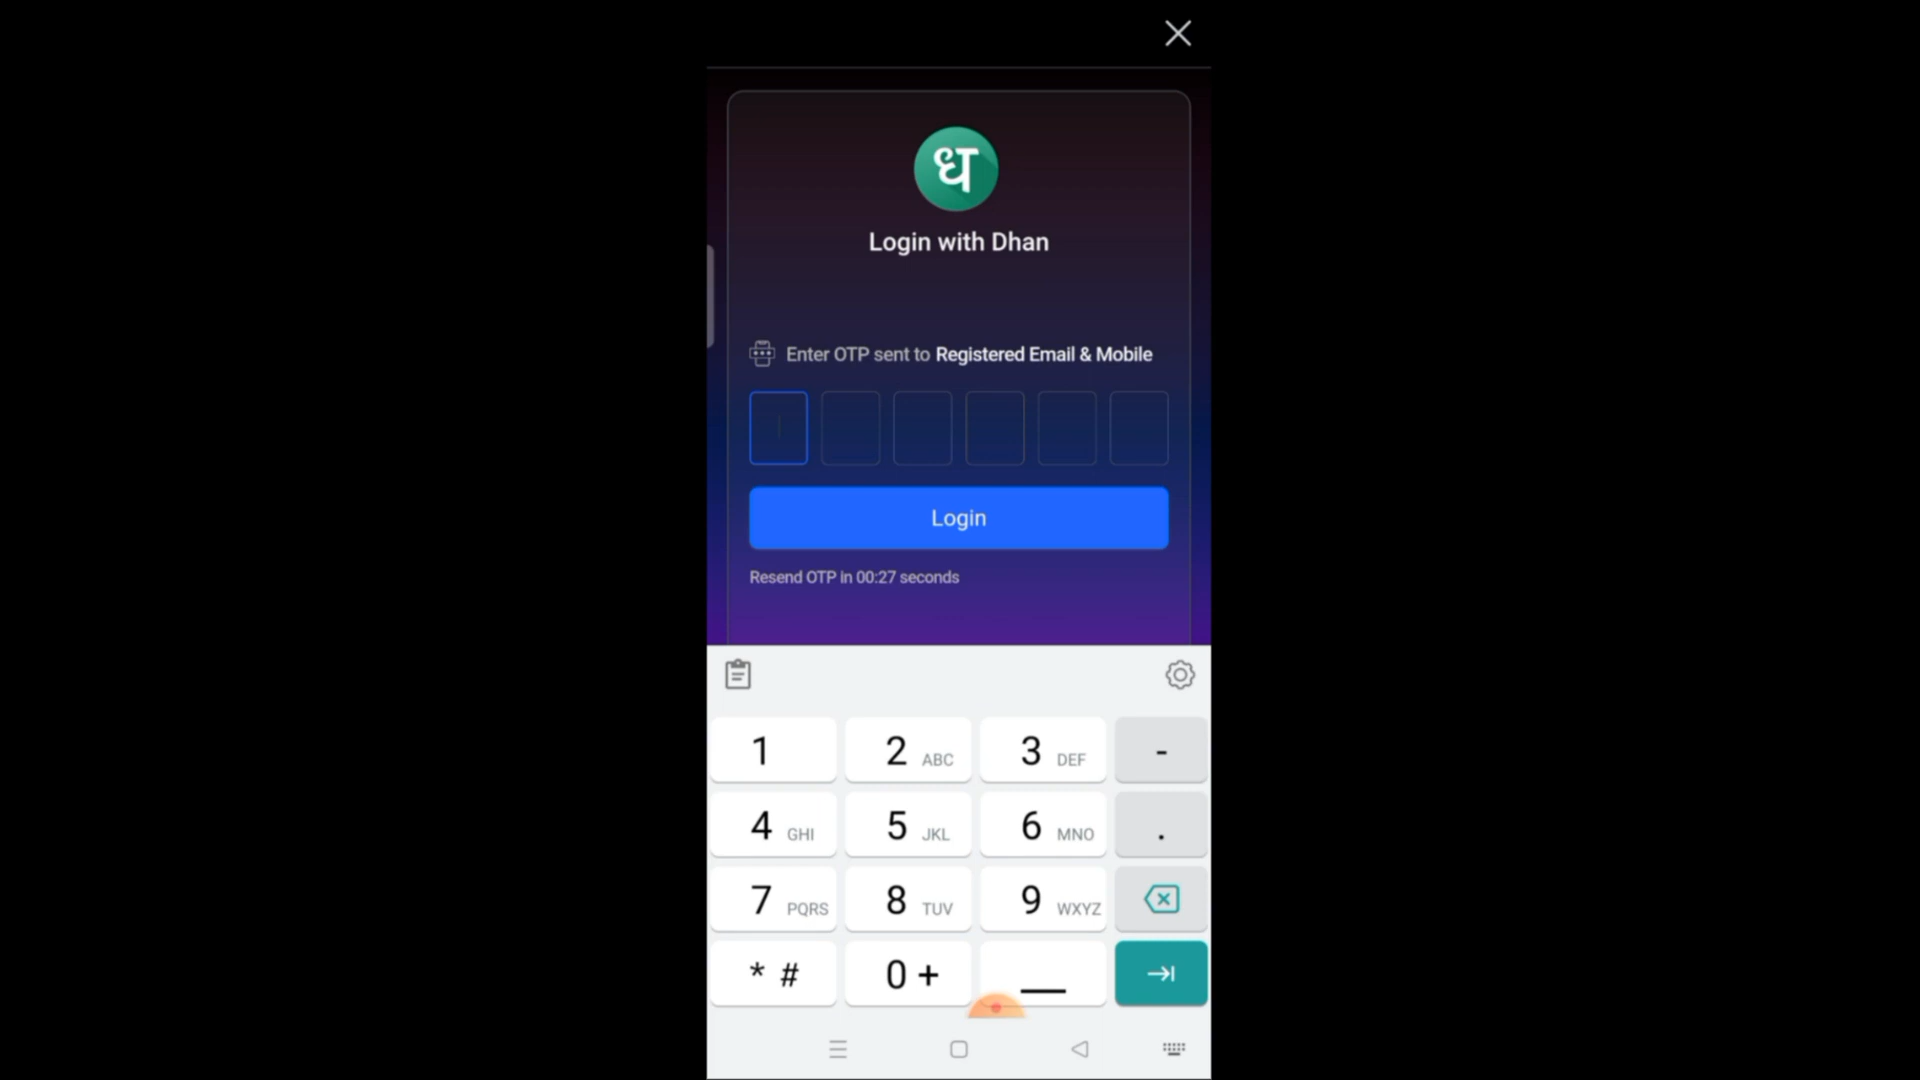 ध
Login with Dhan
Enter OTP sent to Registered Email & Mobile
Login
Resend OTP in 00:27 seconds
1 2 ABC 3 DEF -
4 GHI 5 JKL 6 MNO .
7 PQRS 8 TUV 9 WXYZ
* # 0 +